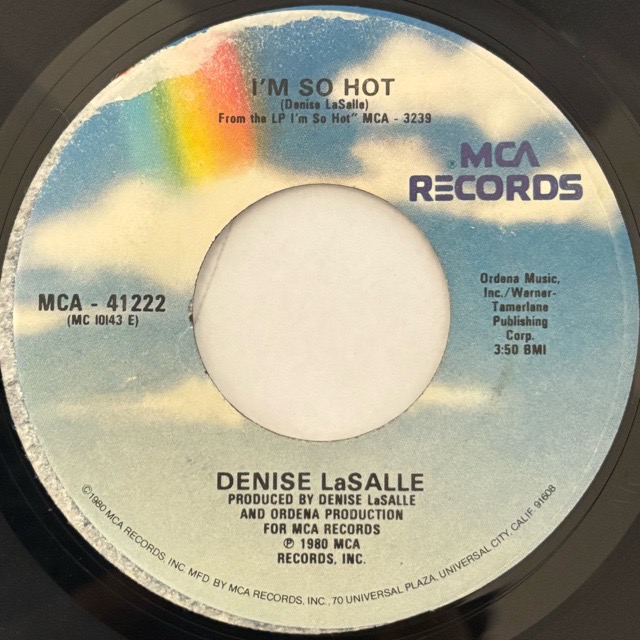 I'M SO HOT
(Denise LaSalle)
From the LP I'm So Hot" MCA - 3239
® MCA
RECORDS
MCA - 41222
(MC 10143 E)
Ordena Music,
Inc./Warner-
Tamerlane
Publishing
Corp.
3:50 BMI
DENISE LaSALLE
PRODUCED BY DENISE LaSALLE
AND ORDENA PRODUCTION
FOR MCA RECORDS
℗ 1980 MCA
RECORDS, INC.
©1980 MCA RECORDS, INC. MFD BY MCA RECORDS, INC., 70 UNIVERSAL PLAZA, UNIVERSAL CITY, CALIF. 91608